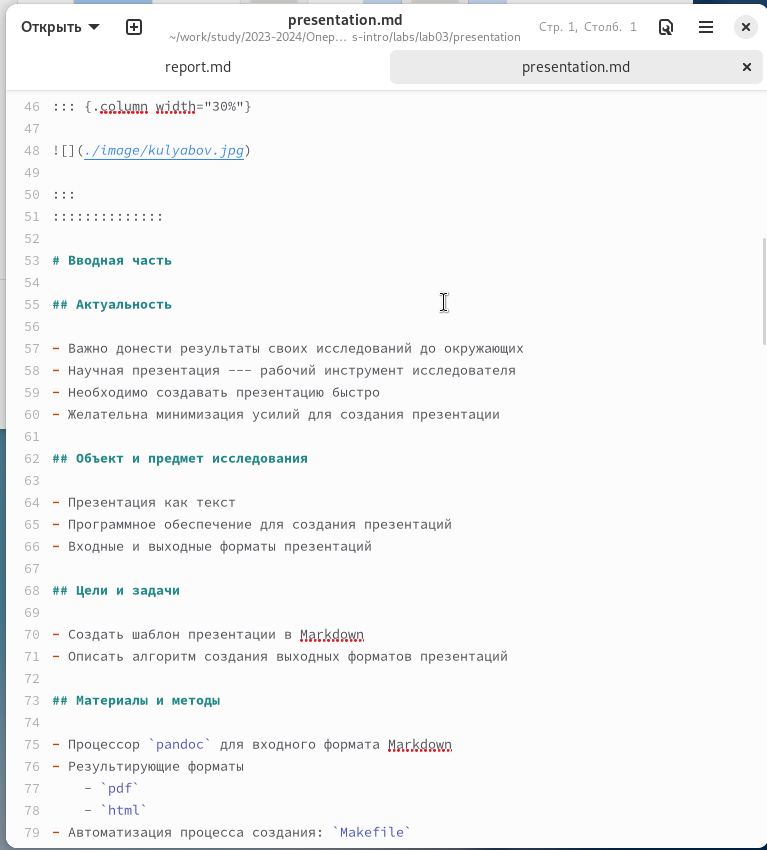 Открыть
presentation.md
~/work/study/2023-2024/Опер… s-intro/labs/lab03/presentation
Стр. 1, Столб. 1
report.md
presentation.md
46 ::: {.column width="30%"}
47
48 ![](./image/kulyabov.jpg)
49
50 :::
51 ::::::::::::::
52
53 # Вводная часть
54
55 ## Актуальность
56
57 - Важно донести результаты своих исследований до окружающих
58 - Научная презентация --- рабочий инструмент исследователя
59 - Необходимо создавать презентацию быстро
60 - Желательна минимизация усилий для создания презентации
61
62 ## Объект и предмет исследования
63
64 - Презентация как текст
65 - Программное обеспечение для создания презентаций
66 - Входные и выходные форматы презентаций
67
68 ## Цели и задачи
69
70 - Создать шаблон презентации в Markdown
71 - Описать алгоритм создания выходных форматов презентаций
72
73 ## Материалы и методы
74
75 - Процессор `pandoc` для входного формата Markdown
76 - Результирующие форматы
77 - `pdf`
78 - `html`
79 - Автоматизация процесса создания: `Makefile`